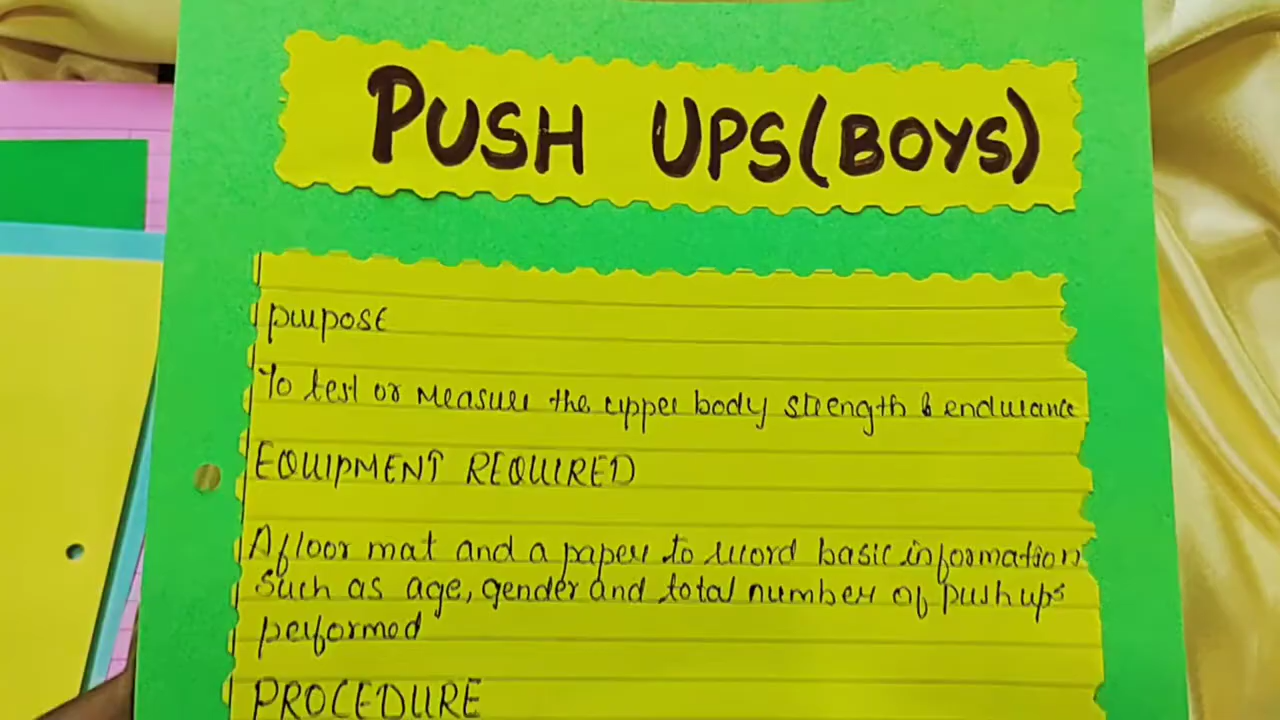 PUSH UPS(BOYS)
purpose
To test or measure the upper body strength & endurance
EQUIPMENT REQUIRED
A floor mat and a paper to record basic information
such as age, gender and total number of push ups
performed
PROCEDURE